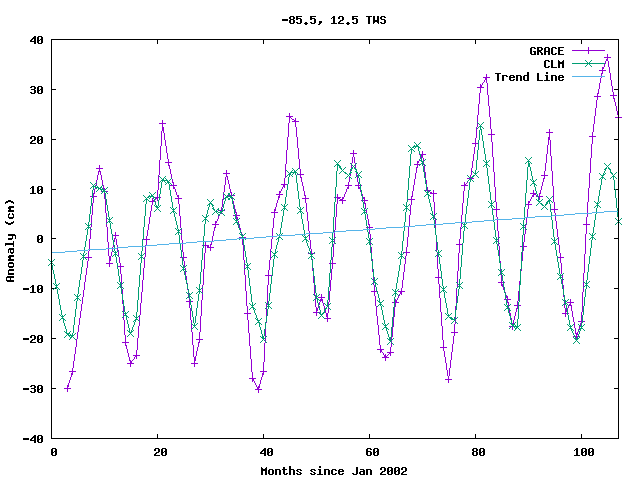 -85.5, 12.5 TWS
GRACE
CLM
Trend Line
40
30
20
10
0
-10
-20
-30
-40
Anomaly (cm)
0 20 40 60 80 100
Months since Jan 2002